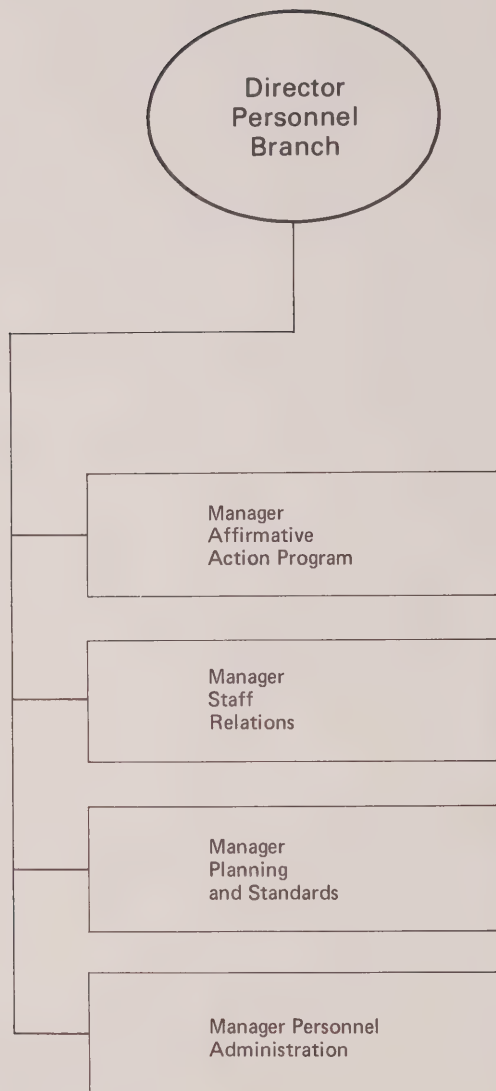 Director
Personnel
Branch
Manager
Affirmative
Action Program
Manager
Staff
Relations
Manager
Planning
and Standards
Manager Personnel
Administration